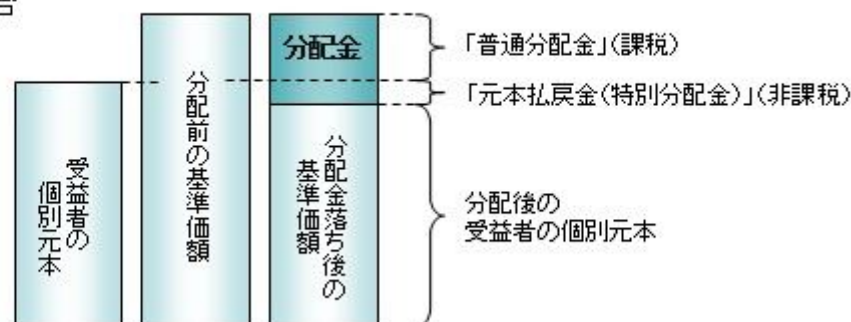 分配金
「普通分配金」(課税)
「元本払戻金(特別分配金)」(非課税)
受益者の
個別元本
分配前の基準価額
分配金落ち後の
基準価額
分配後の
受益者の個別元本